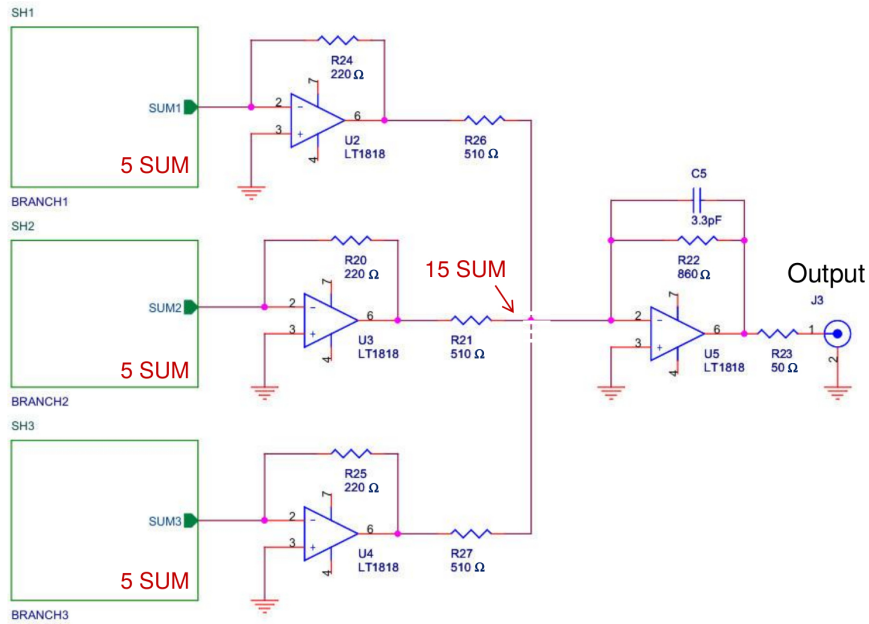 SH1
SUM1
5 SUM
BRANCH1
R24
220 Ω
7
2
-
6
3
+
4
U2
LT1818
R26
510 Ω
SH2
SUM2
5 SUM
BRANCH2
R20
220 Ω
7
2
-
6
3
+
4
U3
LT1818
R21
510 Ω
15 SUM
SH3
SUM3
5 SUM
BRANCH3
R25
220 Ω
7
2
-
6
3
+
4
U4
LT1818
R27
510 Ω
C5
3.3pF
R22
860Ω
7
2
-
6
3
+
4
U5
LT1818
R23
50 Ω
Output
J3
1
2